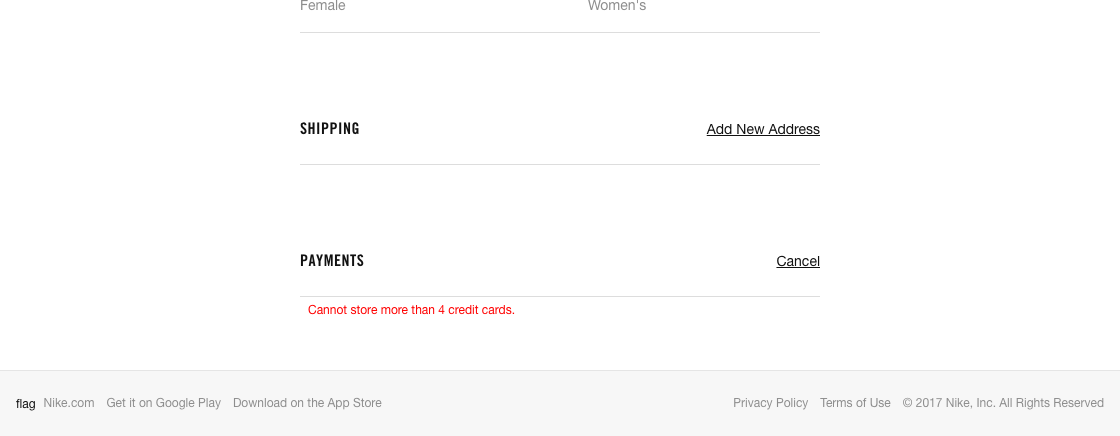 Female Women's
SHIPPING Add New Address
PAYMENTS Cancel
Cannot store more than 4 credit cards.
flag Nike.com Get it on Google Play Download on the App Store Privacy Policy Terms of Use © 2017 Nike, Inc. All Rights Reserved